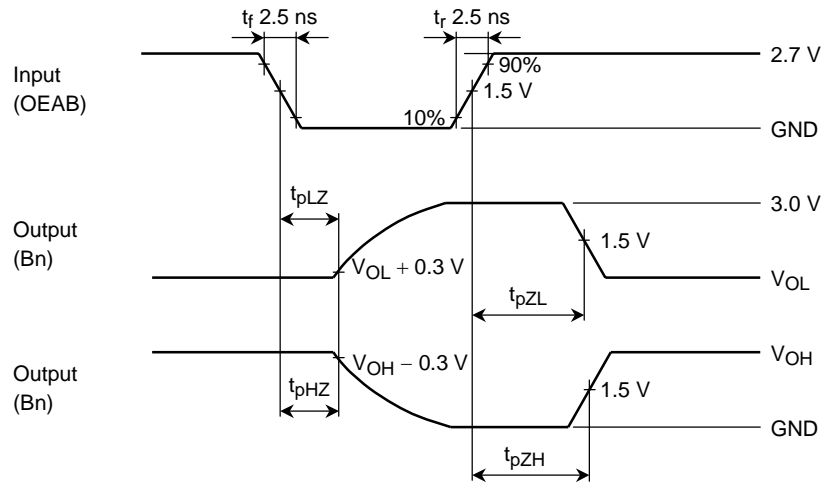 tf 2.5 ns
tr 2.5 ns
2.7 V
Input
(OEAB)
90%
1.5 V
10%
GND
tpLZ
3.0 V
Output
(Bn)
1.5 V
VOL + 0.3 V
VOL
tpZL
VOH
Output
(Bn)
VOH − 0.3 V
tpHZ
1.5 V
GND
tpZH